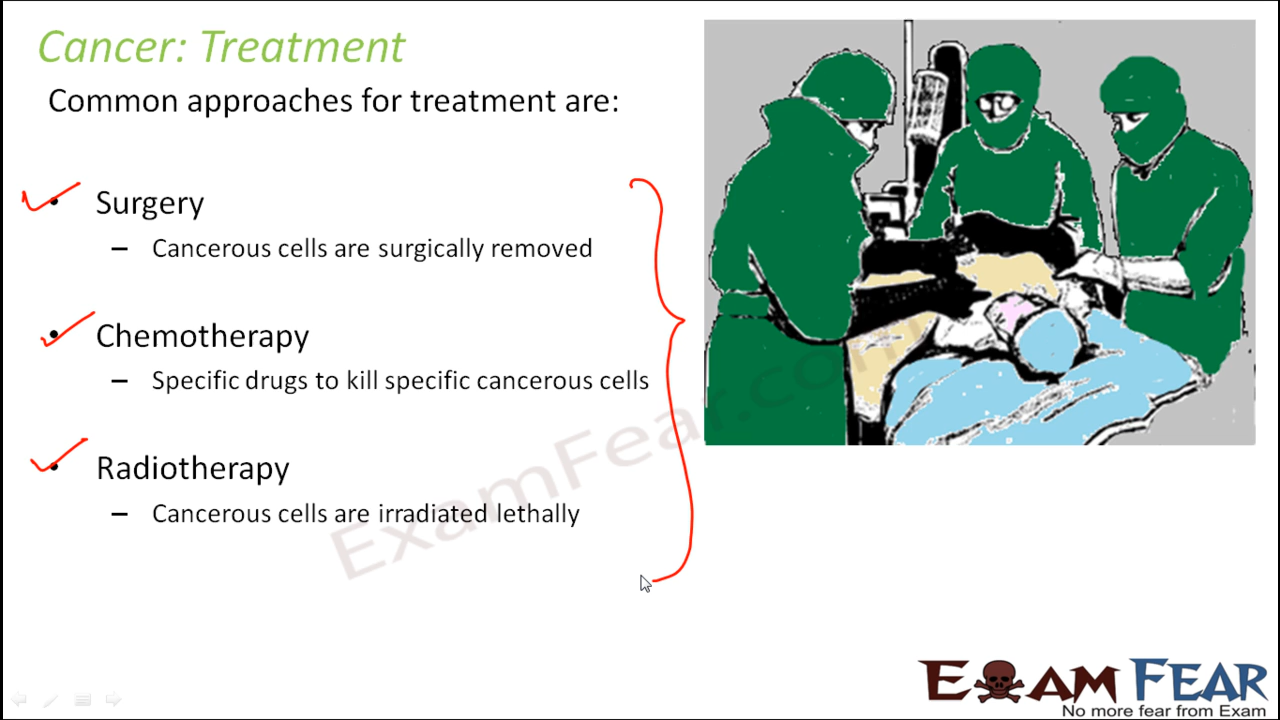 Cancer: Treatment
Common approaches for treatment are:
• Surgery
– Cancerous cells are surgically removed
• Chemotherapy
– Specific drugs to kill specific cancerous cells
• Radiotherapy
– Cancerous cells are irradiated lethally
ExamFear.com
EXAM FEAR
No more fear from Exam